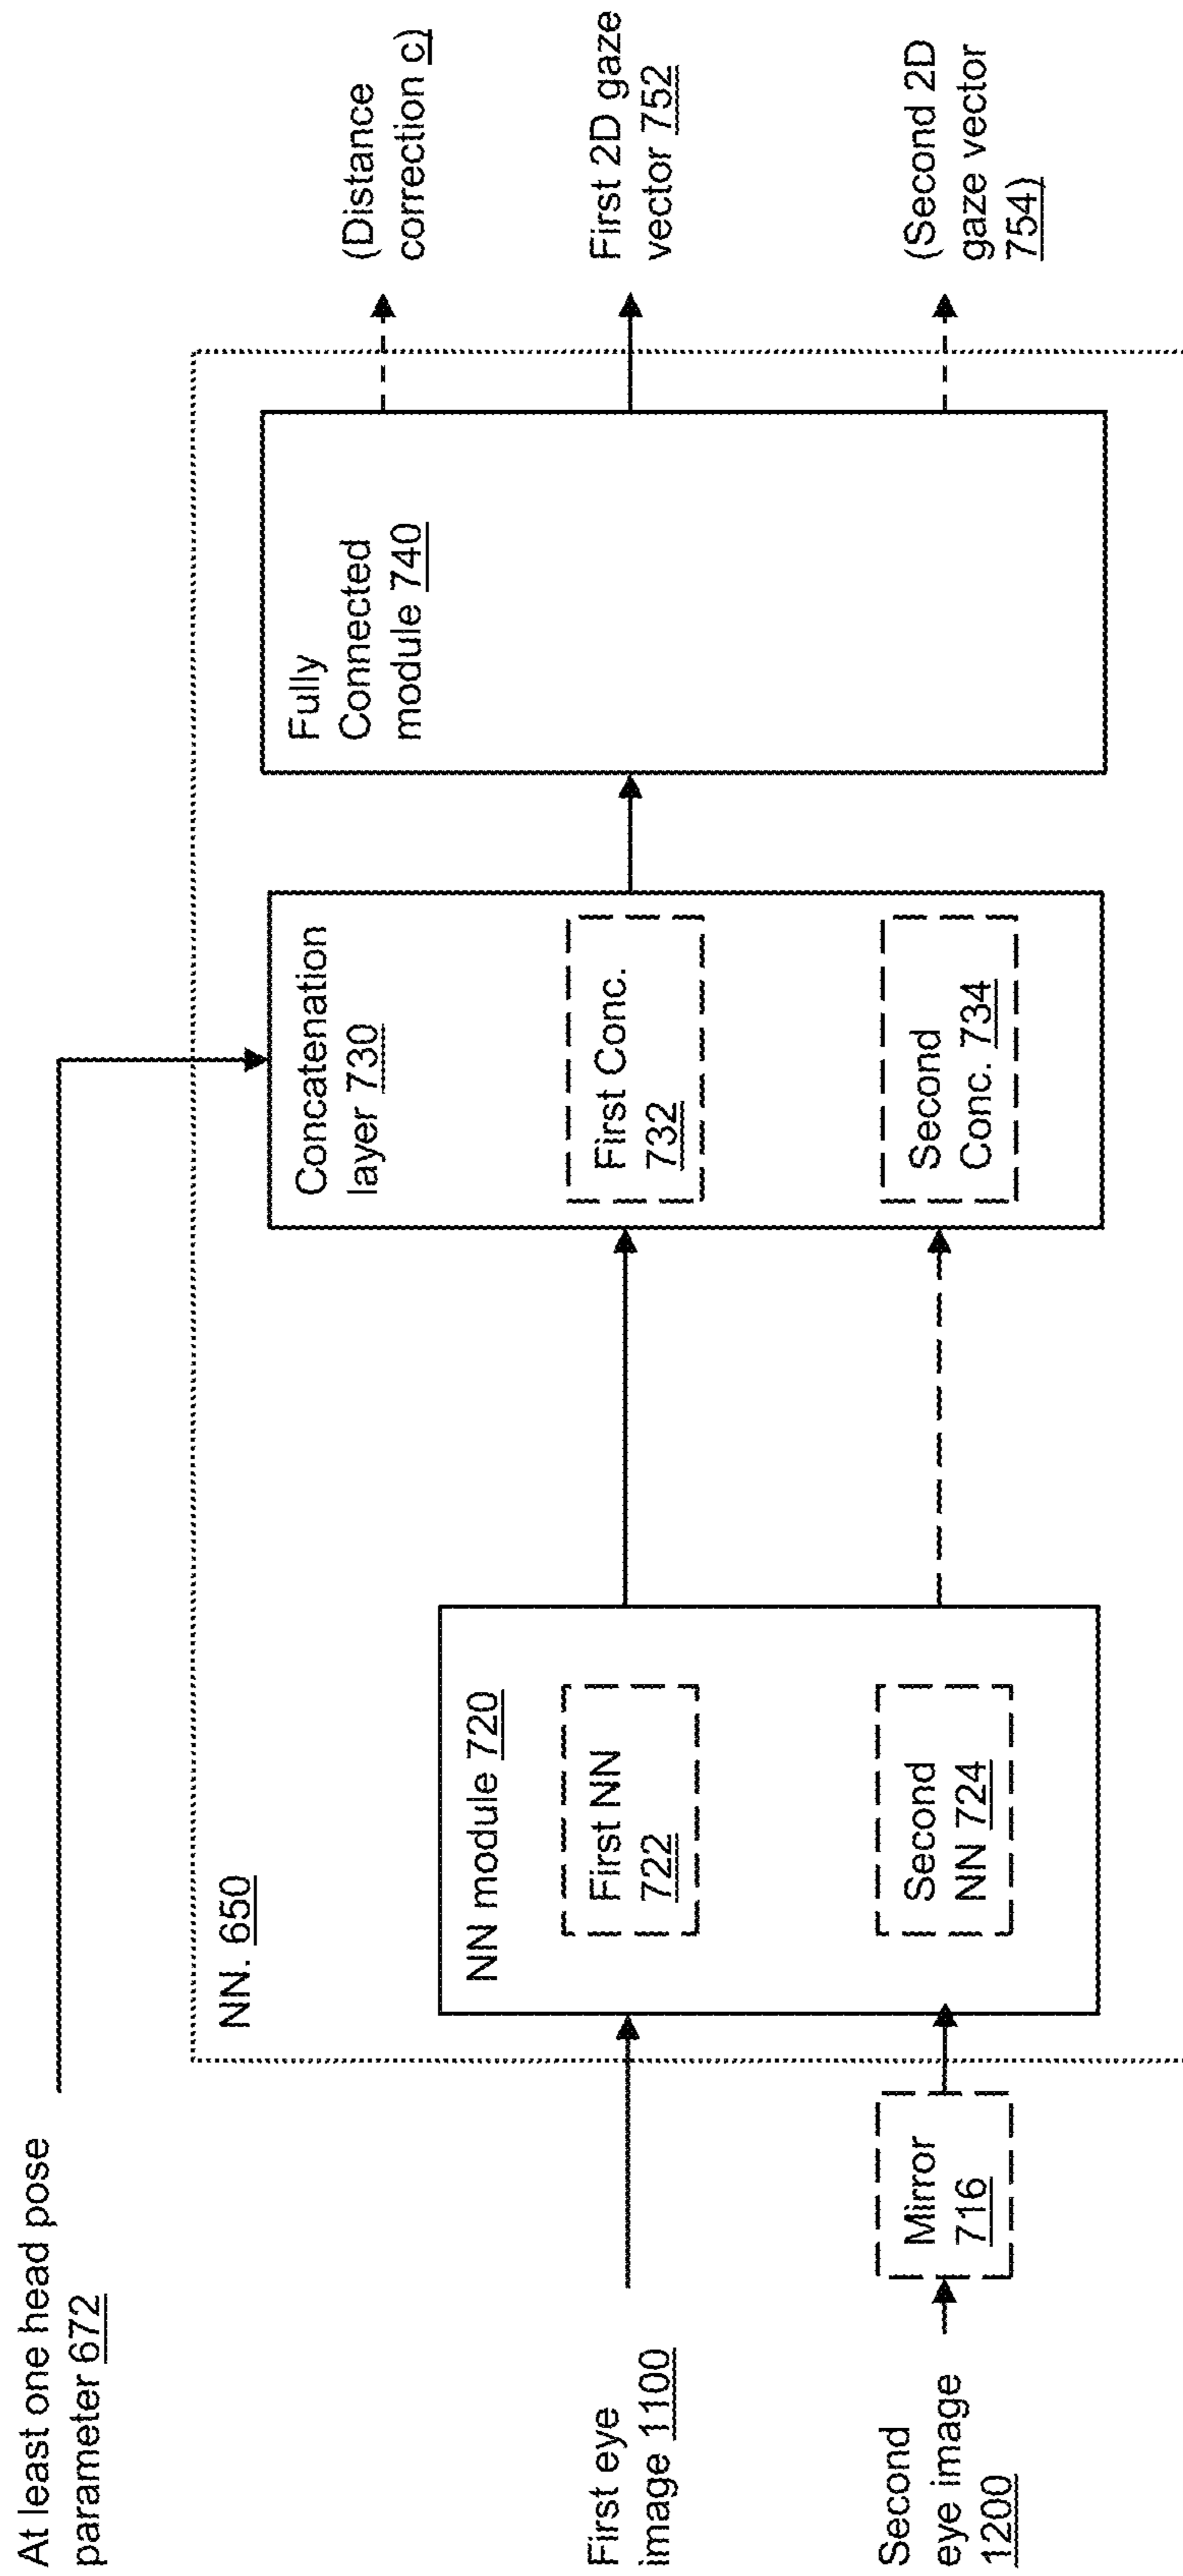 At least one head pose
parameter 672
First eye
image 1100
Second
eye image
1200
Mirror
716
NN. 650
NN module 720
First NN
722
Second
NN 724
Concatenation
layer 730
First Conc.
732
Second
Conc. 734
Fully
Connected
module 740
(Distance
correction c)
First 2D gaze
vector 752
(Second 2D
gaze vector
754)